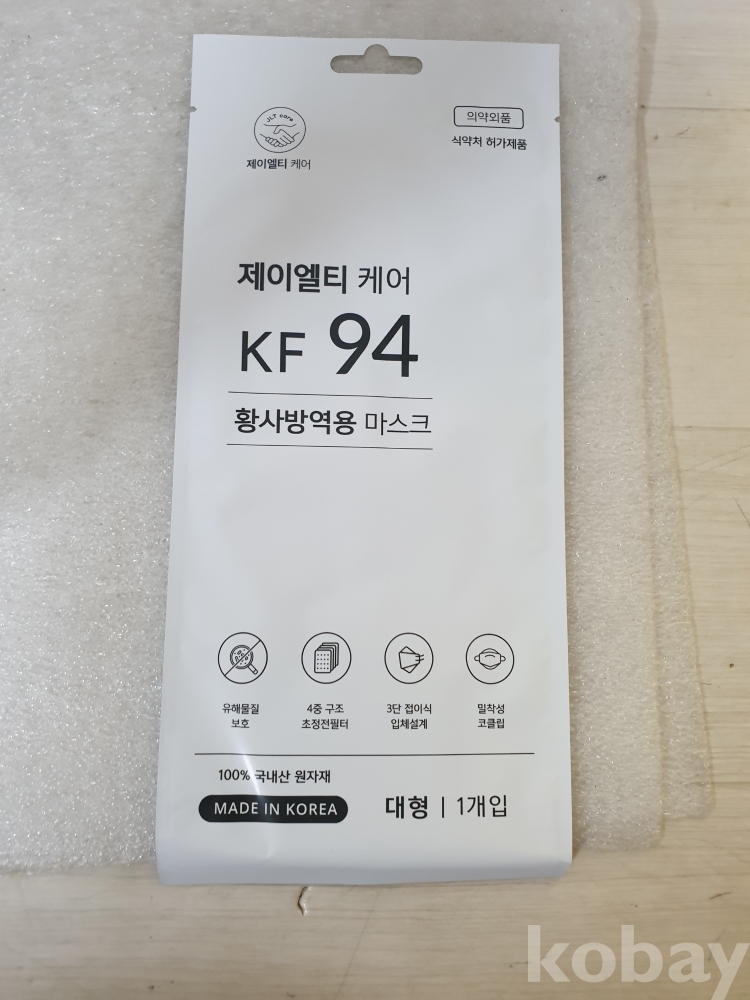 JLT care
제이엘티 케어
의약외품
식약처 허가제품
제이엘티 케어
KF 94
황사방역용 마스크
유해물질
보호
4중 구조
초정전필터
3단 접이식
입체설계
밀착성
코클립
100% 국내산 원자재
MADE IN KOREA
대형 | 1개입
kobay